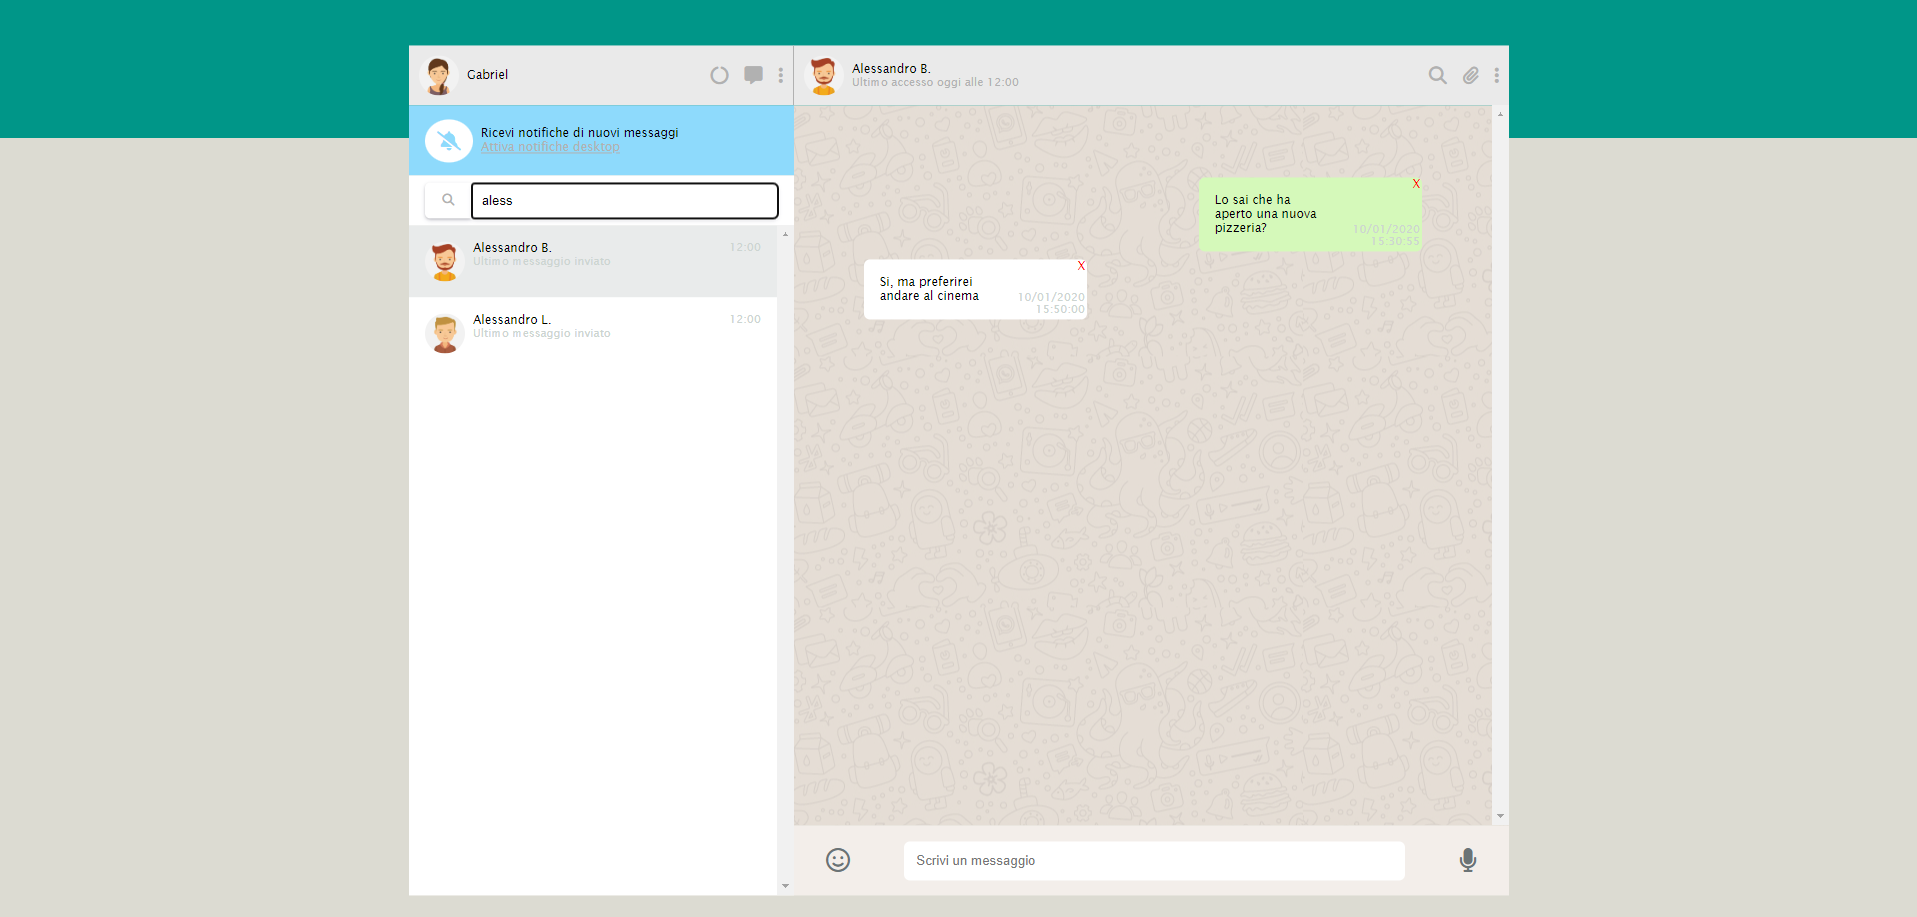 Gabriel
Ricevi notifiche di nuovi messaggi
Attiva notifiche desktop
aless
Alessandro B.
12:00
Ultimo messaggio inviato
Alessandro L.
12:00
Ultimo messaggio inviato
Alessandro B.
Ultimo accesso oggi alle 12:00
X
Lo sai che ha
aperto una nuova
pizzeria?
10/01/2020
15:30:55
X
Si, ma preferirei
andare al cinema
10/01/2020
15:50:00
Scrivi un messaggio